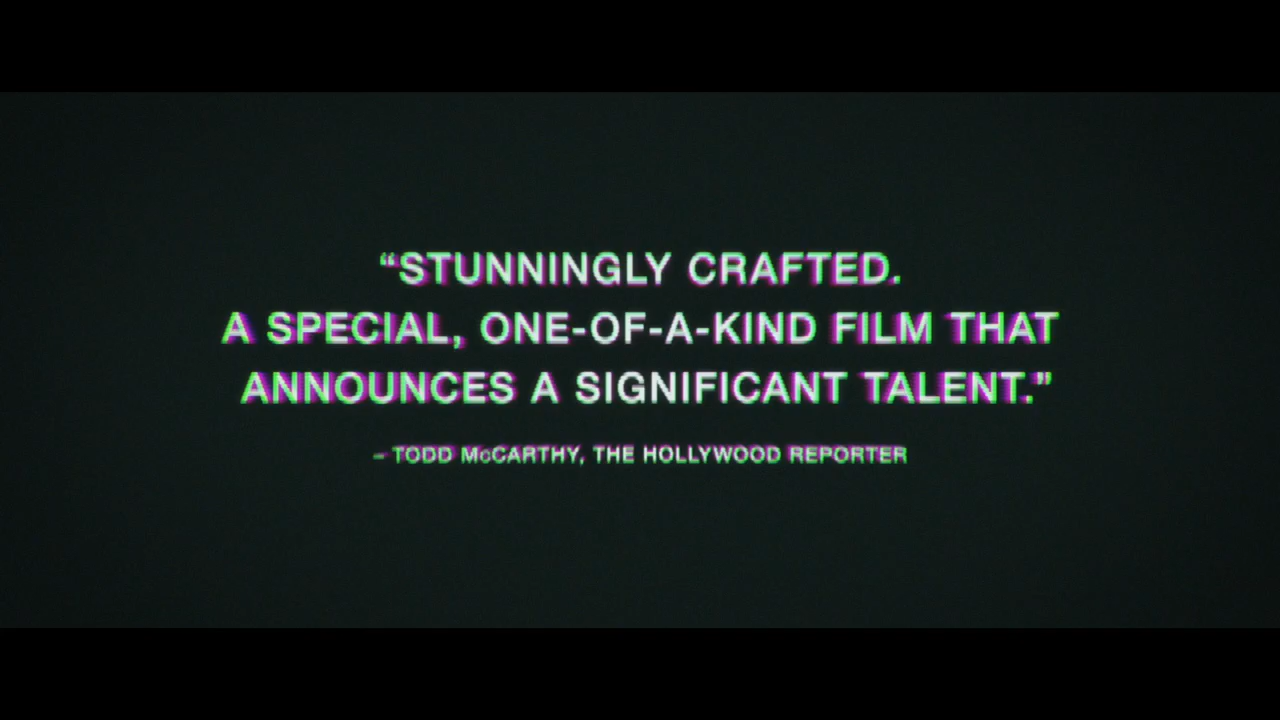 “STUNNINGLY CRAFTED.
A SPECIAL, ONE-OF-A-KIND FILM THAT
ANNOUNCES A SIGNIFICANT TALENT.”
– TODD McCARTHY, THE HOLLYWOOD REPORTER